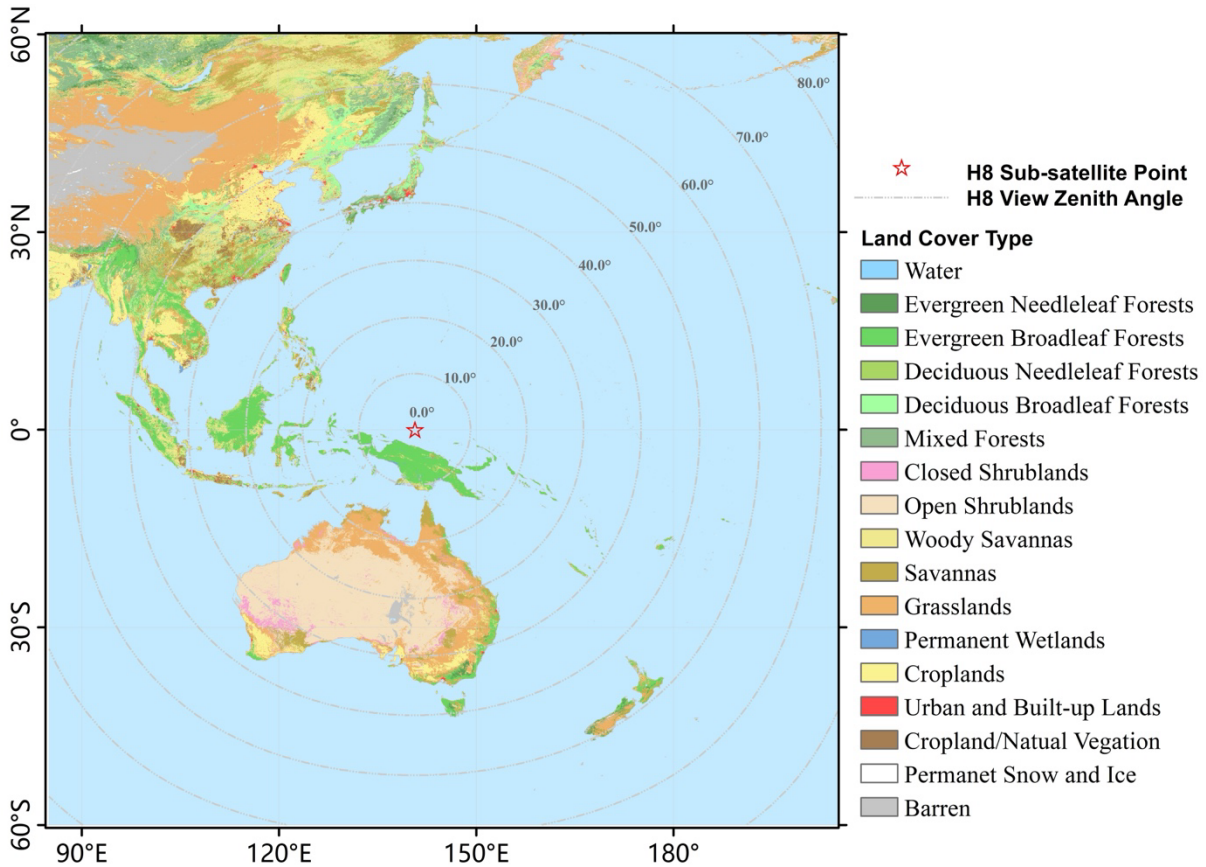 60°N
30°N
0°
30°S
60°S
90°E
120°E
150°E
180°
80.0°
70.0°
60.0°
50.0°
40.0°
30.0°
20.0°
10.0°
0.0°
H8 Sub-satellite Point
H8 View Zenith Angle
Land Cover Type
Water
Evergreen Needleleaf Forests
Evergreen Broadleaf Forests
Deciduous Needleleaf Forests
Deciduous Broadleaf Forests
Mixed Forests
Closed Shrublands
Open Shrublands
Woody Savannas
Savannas
Grasslands
Permanent Wetlands
Croplands
Urban and Built-up Lands
Cropland/Natual Vegation
Permanet Snow and Ice
Barren